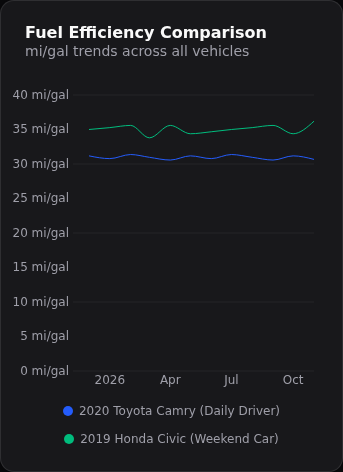 Fuel Efficiency Comparison
mi/gal trends across all vehicles
40 mi/gal
35 mi/gal
30 mi/gal
25 mi/gal
20 mi/gal
15 mi/gal
10 mi/gal
5 mi/gal
0 mi/gal
2026 Apr Jul Oct
2020 Toyota Camry (Daily Driver)
2019 Honda Civic (Weekend Car)